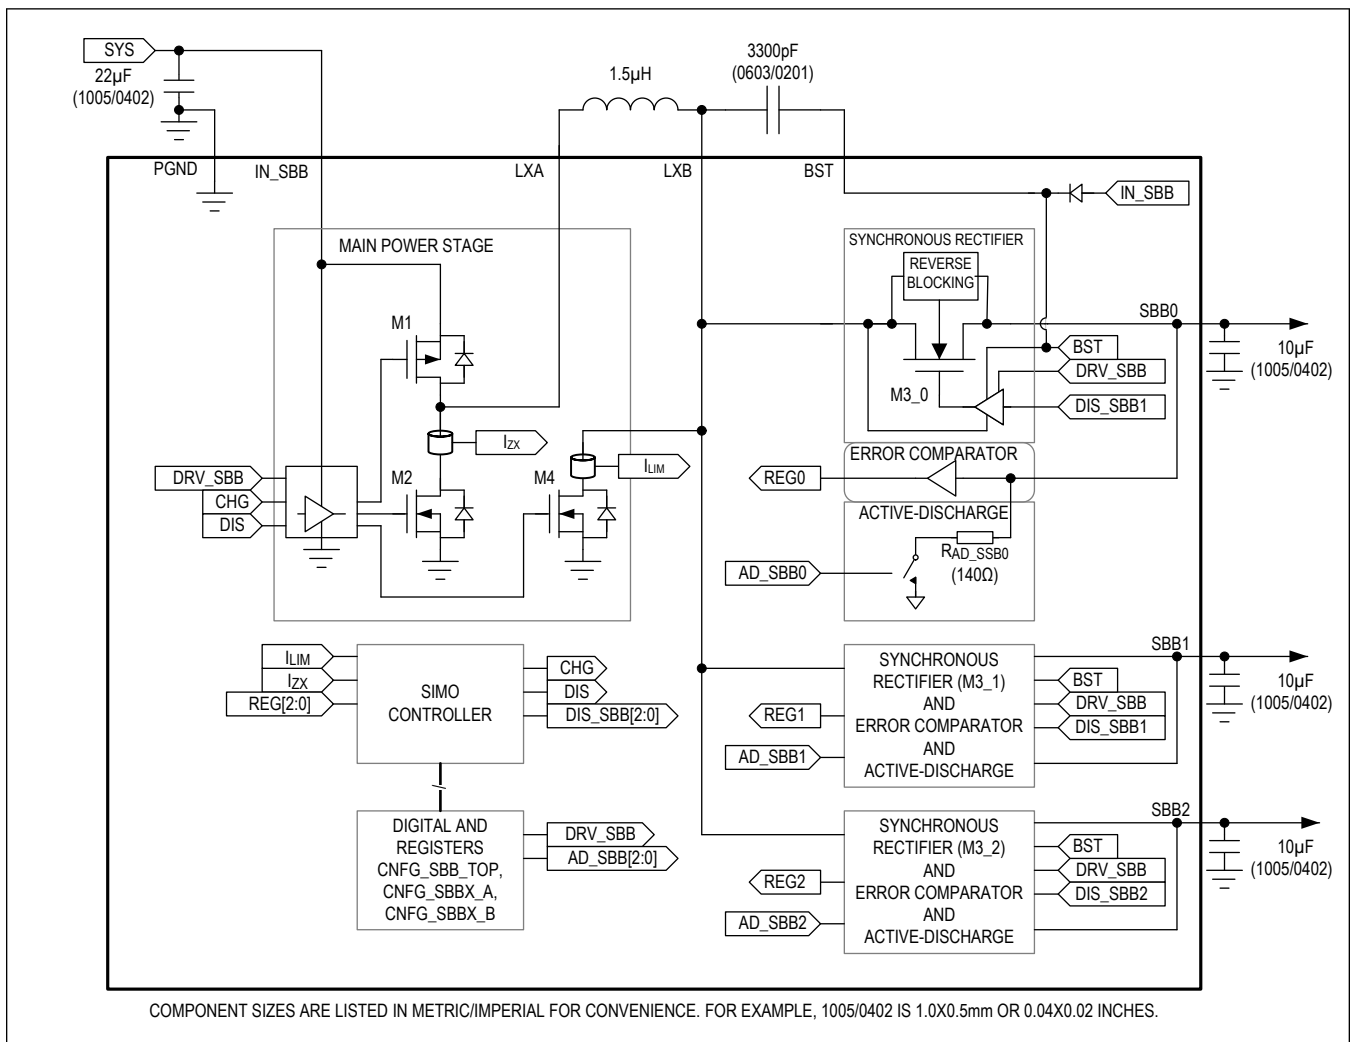 SYS
22µF
(1005/0402)
1.5µH
3300pF
(0603/0201)
PGND
IN_SBB
LXA
LXB
BST
IN_SBB
MAIN POWER STAGE
M1
IZX
DRV_SBB
CHG
DIS
M2
M4
ILIM
SYNCHRONOUS RECTIFIER
REVERSE
BLOCKING
SBB0
BST
DRV_SBB
M3_0
DIS_SBB1
10µF
(1005/0402)
ERROR COMPARATOR
REG0
ACTIVE-DISCHARGE
RAD_SSB0
(140Ω)
AD_SBB0
ILIM
IZX
REG[2:0]
SIMO
CONTROLLER
CHG
DIS
DIS_SBB[2:0]
DIGITAL AND
REGISTERS
CNFG_SBB_TOP,
CNFG_SBBX_A,
CNFG_SBBX_B
DRV_SBB
AD_SBB[2:0]
SYNCHRONOUS
RECTIFIER (M3_1)
AND
ERROR COMPARATOR
AND
ACTIVE-DISCHARGE
REG1
AD_SBB1
SBB1
BST
DRV_SBB
DIS_SBB1
10µF
(1005/0402)
SYNCHRONOUS
RECTIFIER (M3_2)
AND
ERROR COMPARATOR
AND
ACTIVE-DISCHARGE
REG2
AD_SBB2
SBB2
BST
DRV_SBB
DIS_SBB2
10µF
(1005/0402)
COMPONENT SIZES ARE LISTED IN METRIC/IMPERIAL FOR CONVENIENCE. FOR EXAMPLE, 1005/0402 IS 1.0X0.5mm OR 0.04X0.02 INCHES.